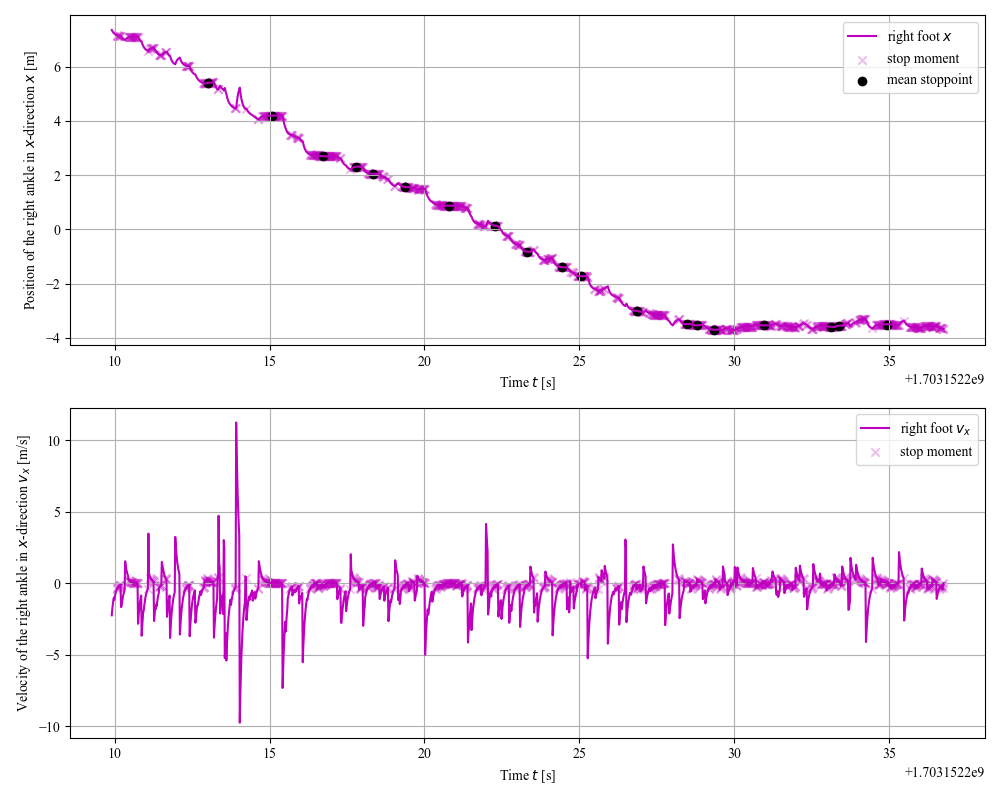 Position of the right ankle in x-direction x [m]
6
4
2
0
−2
−4
right foot x
stop moment
mean stoppoint
10 15 20 25 30 35
Time t [s]
+1.7031522e9
Velocity of the right ankle in x-direction vₓ [m/s]
10
5
0
−5
−10
right foot vₓ
stop moment
10 15 20 25 30 35
Time t [s]
+1.7031522e9